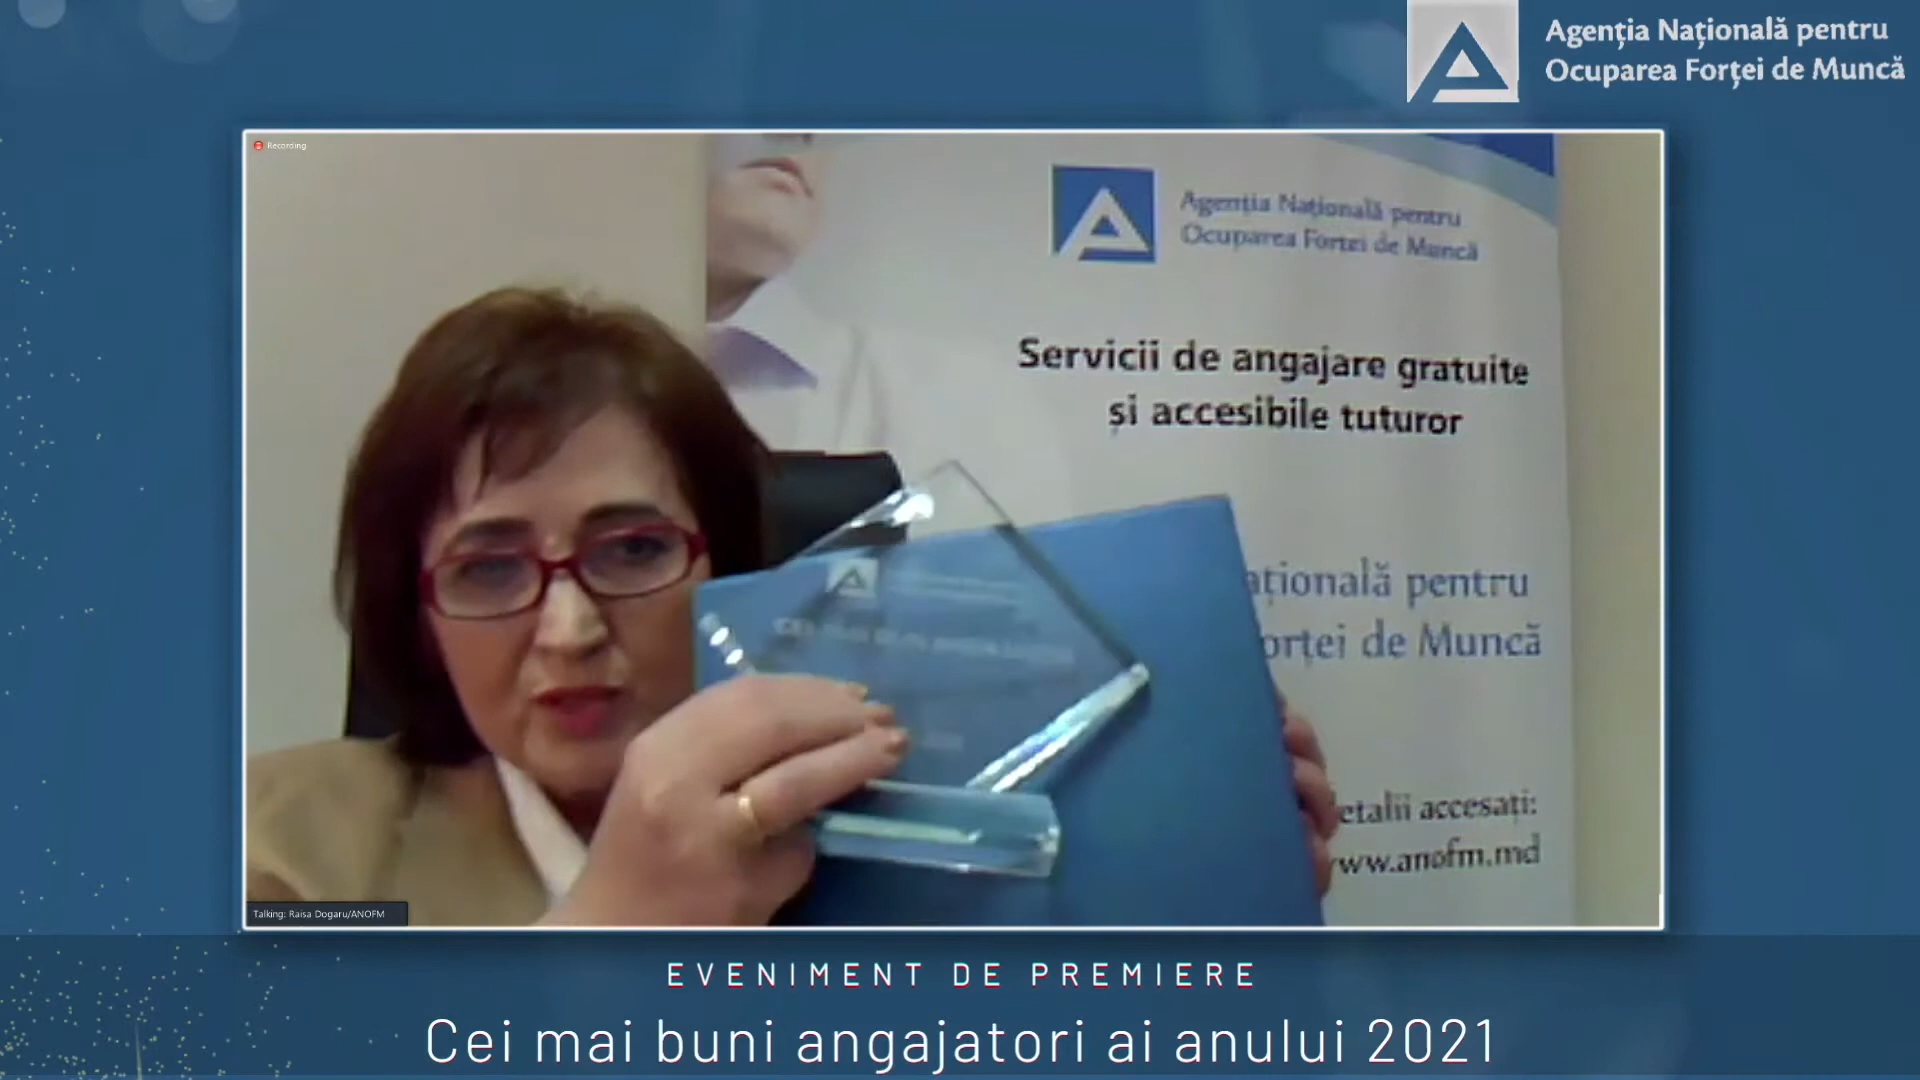 Agenția Națională pentru
Ocuparea Forței de Muncă
Recording
Agenția Națională pentru
Ocuparea Forței de Muncă
Servicii de angajare gratuite
și accesibile tuturor
ațională pentru
orței de Muncă
etalii accesați:
www.anofm.md
Talking: Raisa Dogaru/ANOFM
EVENIMENT DE PREMIERE
Cei mai buni angajatori ai anului 2021